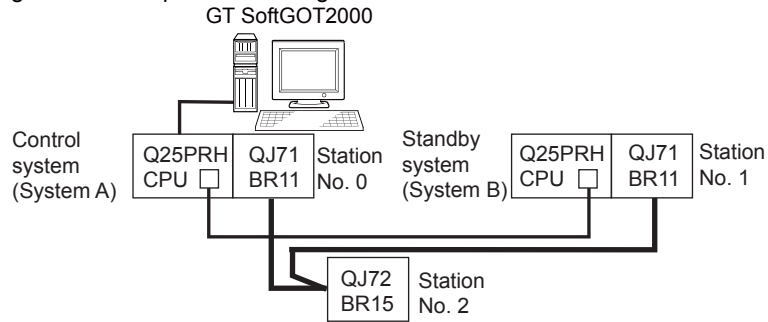 GT SoftGOT2000
Control
system
(System A)
Q25PRH
CPU
QJ71
BR11
Station
No. 0
Standby
system
(System B)
Q25PRH
CPU
QJ71
BR11
Station
No. 1
QJ72
BR15
Station
No. 2